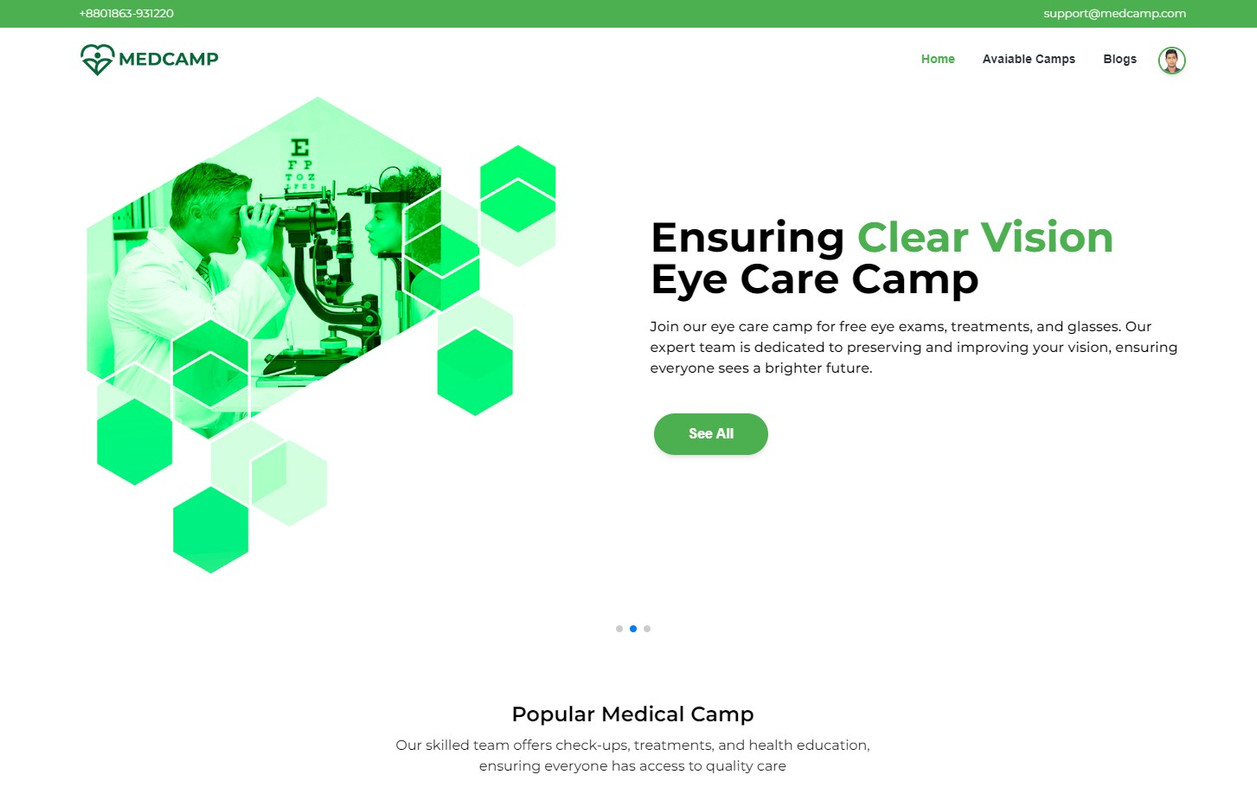 +8801863-931220
support@medcamp.com
MEDCAMP
Home
Avaiable Camps
Blogs
E
F P
T O Z
L P E D
Ensuring Clear Vision
Eye Care Camp
Join our eye care camp for free eye exams, treatments, and glasses. Our
expert team is dedicated to preserving and improving your vision, ensuring
everyone sees a brighter future.
See All
Popular Medical Camp
Our skilled team offers check-ups, treatments, and health education,
ensuring everyone has access to quality care